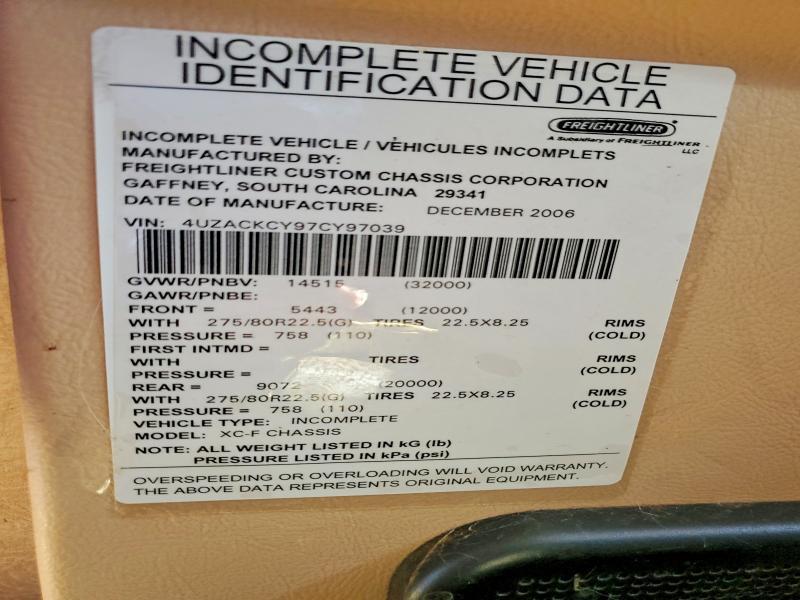 INCOMPLETE VEHICLE
IDENTIFICATION DATA
FREIGHTLINER
A Subsidiary of FREIGHTLINER LLC
INCOMPLETE VEHICLE / VÉHICULES INCOMPLETS
MANUFACTURED BY:
FREIGHTLINER CUSTOM CHASSIS CORPORATION
GAFFNEY, SOUTH CAROLINA 29341
DATE OF MANUFACTURE: DECEMBER 2006
VIN: 4UZACKCY97CY97039
GVWR/PNBV: 14515 (32000)
GAWR/PNBE:
FRONT = 5443 (12000)
WITH 275/80R22.5(G) TIRES 22.5X8.25 RIMS
PRESSURE = 758 (110) (COLD)
FIRST INTMD =
WITH TIRES RIMS
PRESSURE = (COLD)
REAR = 9072 (20000)
WITH 275/80R22.5(G) TIRES 22.5X8.25 RIMS
PRESSURE = 758 (110) (COLD)
VEHICLE TYPE: INCOMPLETE
MODEL: XC-F CHASSIS
NOTE: ALL WEIGHT LISTED IN kG (lb)
PRESSURE LISTED IN kPa (psi)
OVERSPEEDING OR OVERLOADING WILL VOID WARRANTY.
THE ABOVE DATA REPRESENTS ORIGINAL EQUIPMENT.